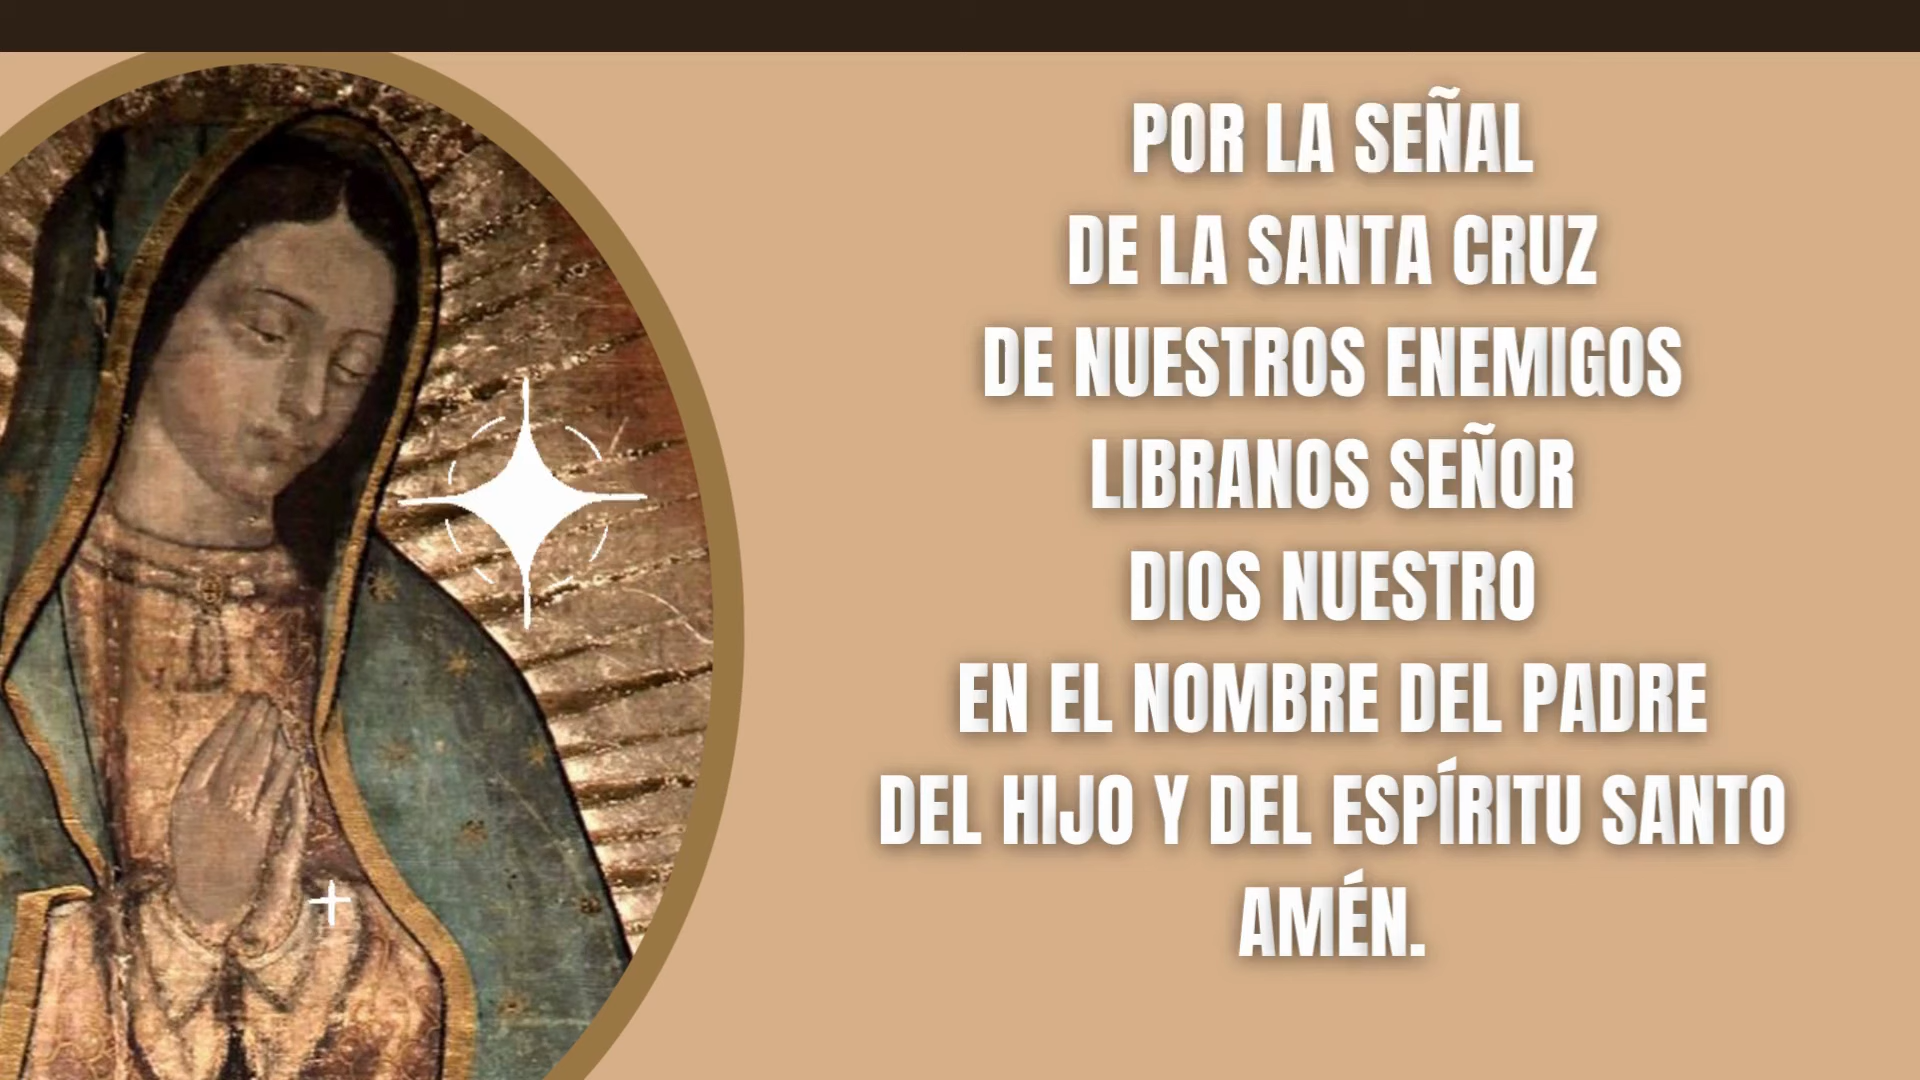 POR LA SEÑAL
DE LA SANTA CRUZ
DE NUESTROS ENEMIGOS
LIBRANOS SEÑOR
DIOS NUESTRO
EN EL NOMBRE DEL PADRE
DEL HIJO Y DEL ESPÍRITU SANTO
AMÉN.